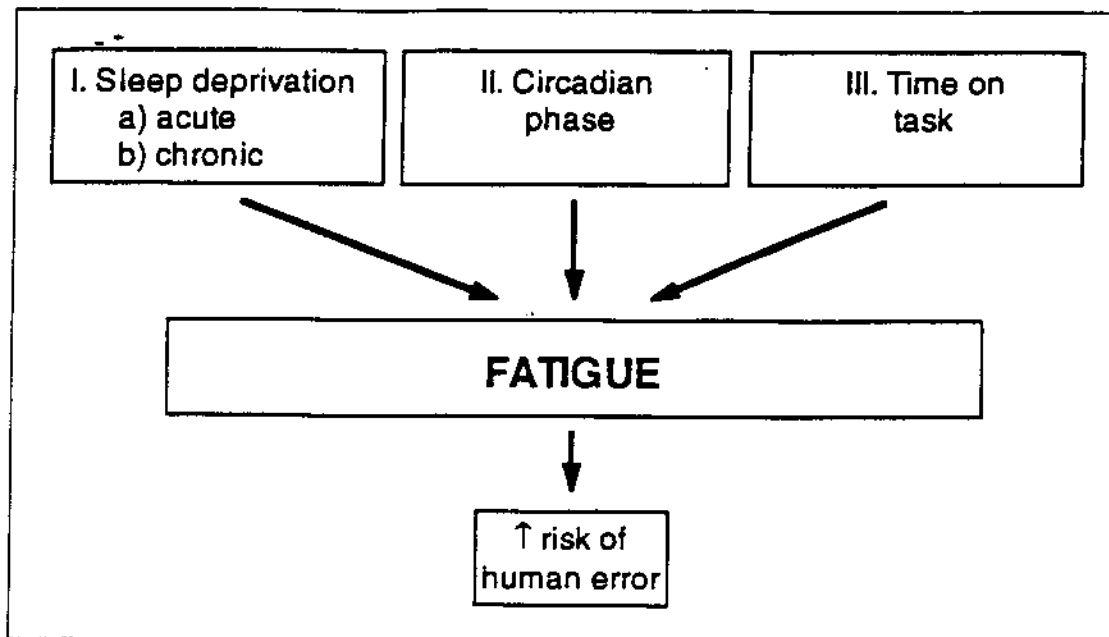 I. Sleep deprivation
a) acute
b) chronic
II. Circadian
phase
III. Time on
task
FATIGUE
↑ risk of
human error